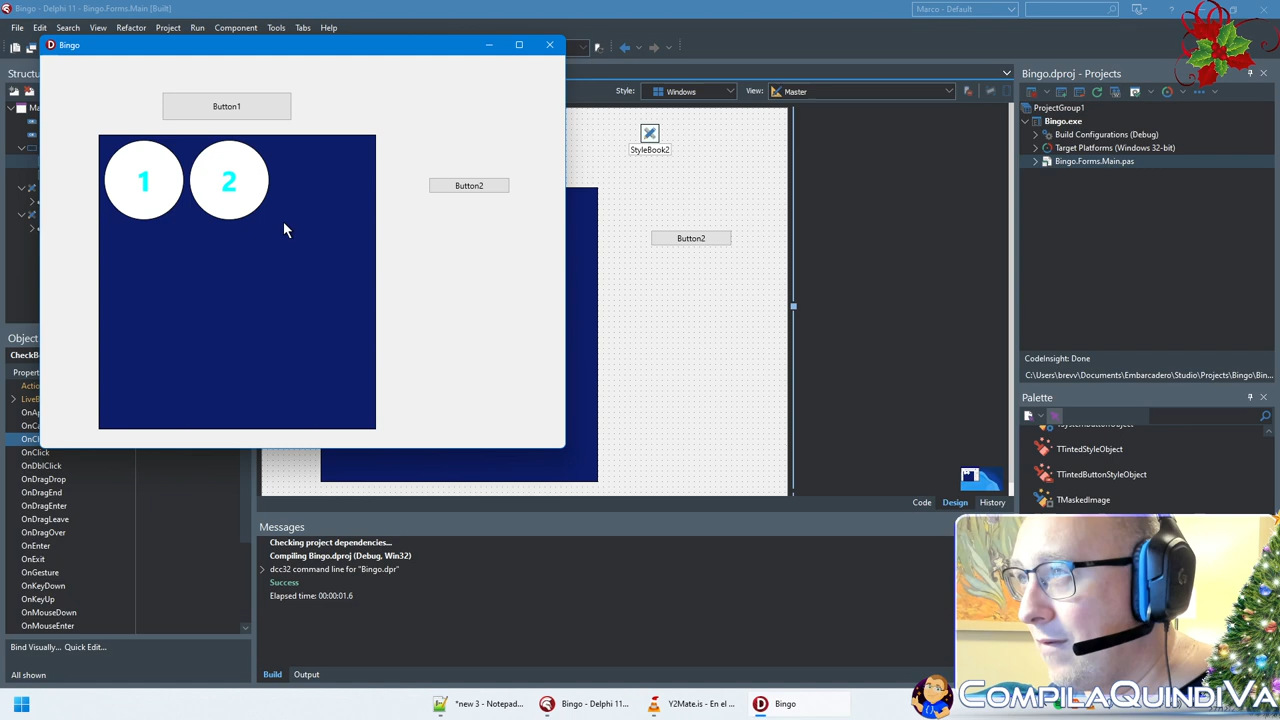 Bingo - Delphi 11 - Bingo.Forms.Main [Built]
Marco - Default
File Edit Search View Refactor Project Run Component Tools Tabs Help
Bingo
Button1
1 2
Button2
Style: Windows View: Master
StyleBook2
Button2
Bingo.dproj - Projects
ProjectGroup1
Bingo.exe
Build Configurations (Debug)
Target Platforms (Windows 32-bit)
Bingo.Forms.Main.pas
CodeInsight: Done
C:\Users\brevv\Documents\Embarcadero\Studio\Projects\Bingo\Bin...
Palette
TTintedStyleObject
TTintedButtonStyleObject
TMaskedImage
Code Design History
OnClick
OnDblClick
OnDragDrop
OnDragEnd
OnDragEnter
OnDragLeave
OnDragOver
OnEnter
OnExit
OnGesture
OnKeyDown
OnKeyUp
OnMouseDown
OnMouseEnter
Bind Visually... Quick Edit...
All shown
Messages
Checking project dependencies...
Compiling Bingo.dproj (Debug, Win32)
dcc32 command line for "Bingo.dpr"
Success
Elapsed time: 00:00:01.6
Build Output
*new 3 - Notepad... Bingo - Delphi 11... Y2Mate.is - En el ... Bingo
CompilaQuindiVa